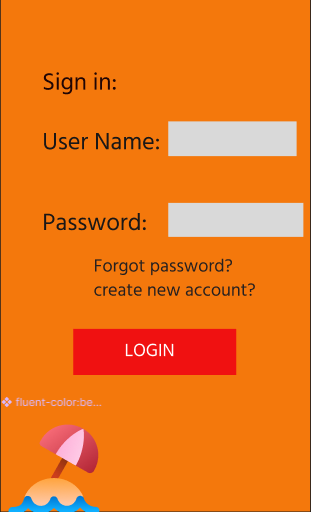 Sign in:
User Name:
Password:
Forgot password?
create new account?
LOGIN
fluent-color:be...